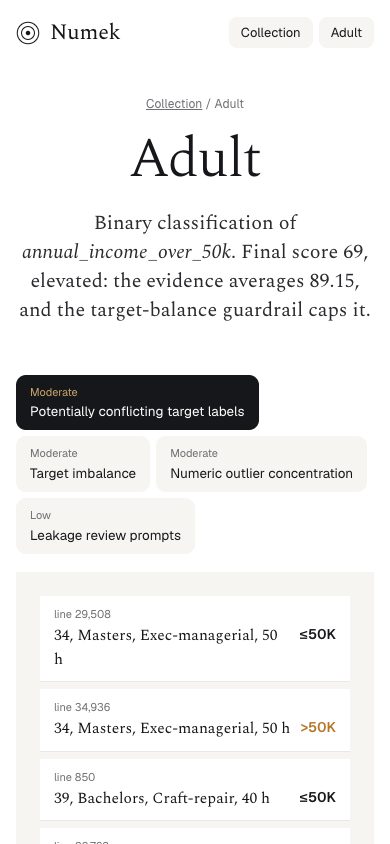 Numek
Collection
Adult
Collection / Adult
Adult
Binary classification of
annual_income_over_50k. Final score 69,
elevated: the evidence averages 89.15,
and the target-balance guardrail caps it.
Moderate
Potentially conflicting target labels
Moderate
Target imbalance
Moderate
Numeric outlier concentration
Low
Leakage review prompts
line 29,508
34, Masters, Exec-managerial, 50
h
≤50K
line 34,936
34, Masters, Exec-managerial, 50 h
>50K
line 850
39, Bachelors, Craft-repair, 40 h
≤50K